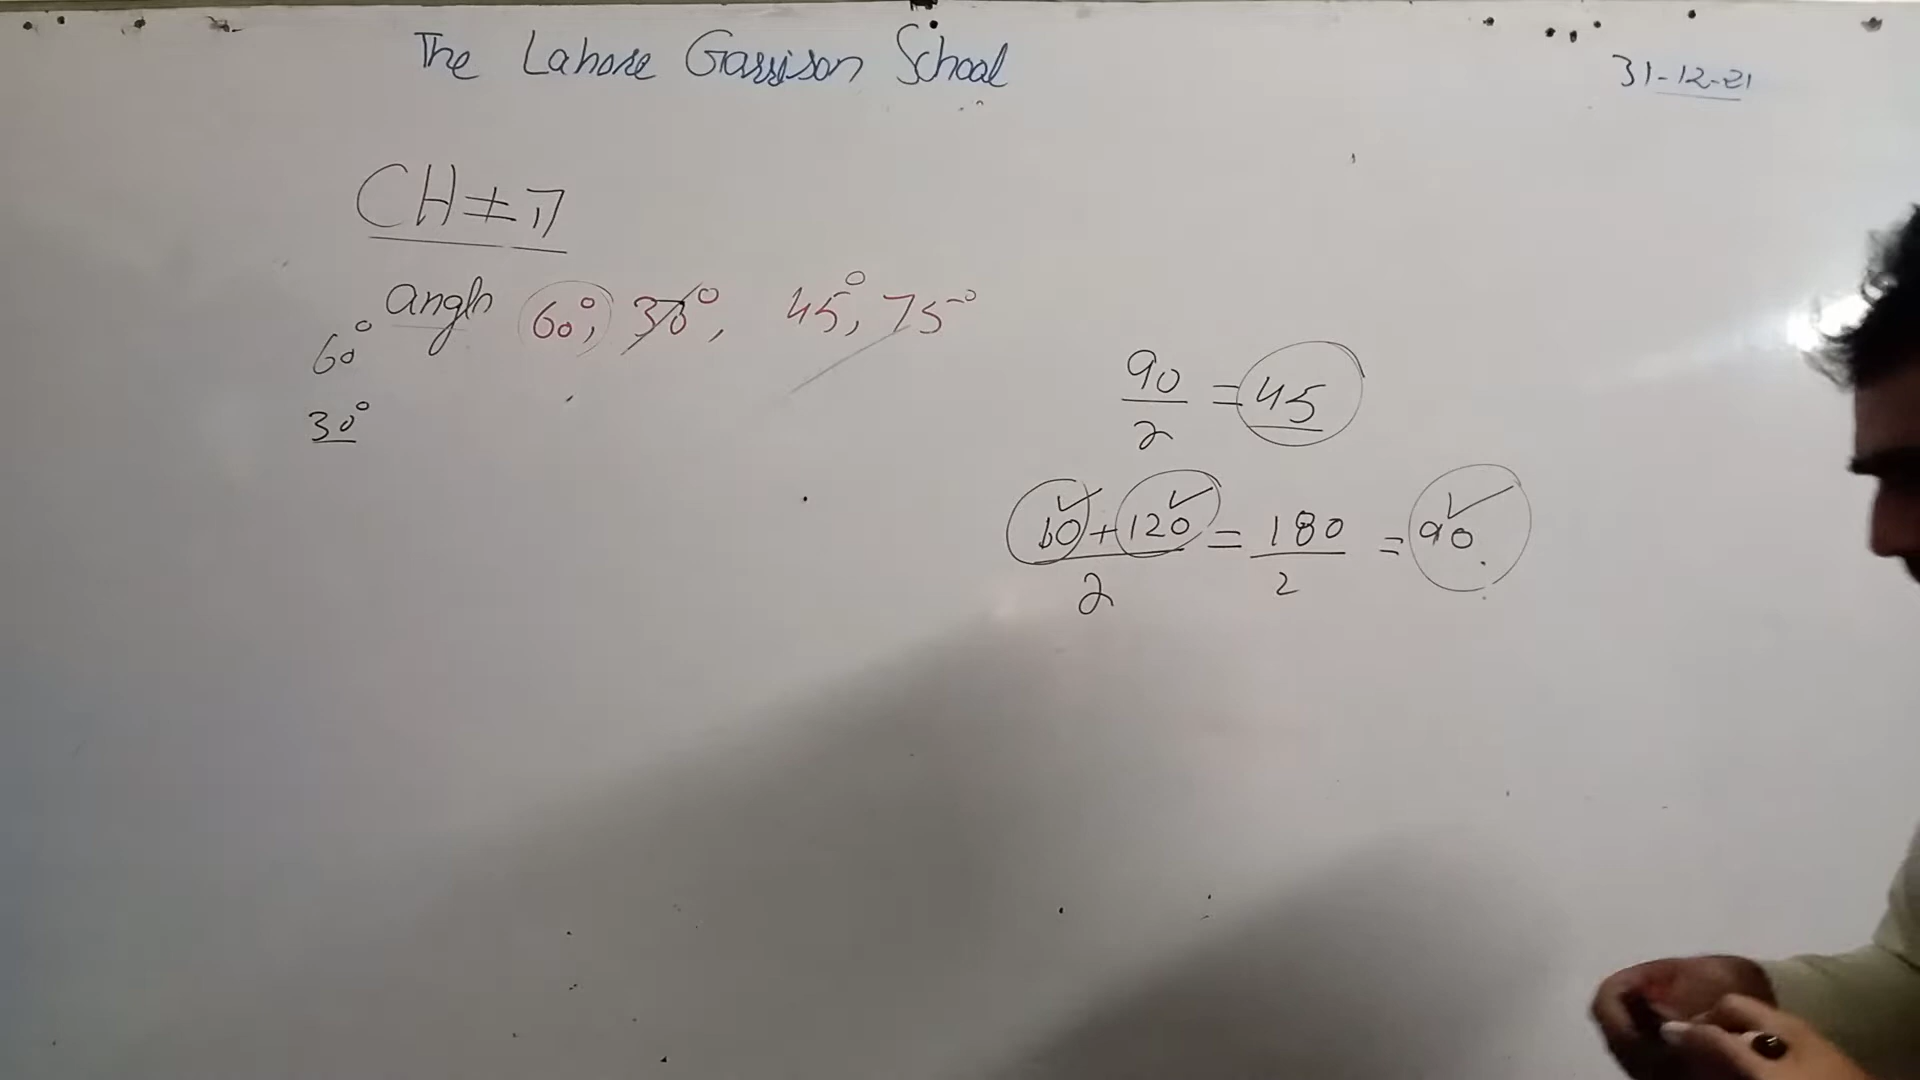 The Lahore Garrison School
31-12-21
CH # 17
angle 60°, 30°, 45°, 75°
60°
30°
90/2 = 45
60+120/2 = 180/2 = 90